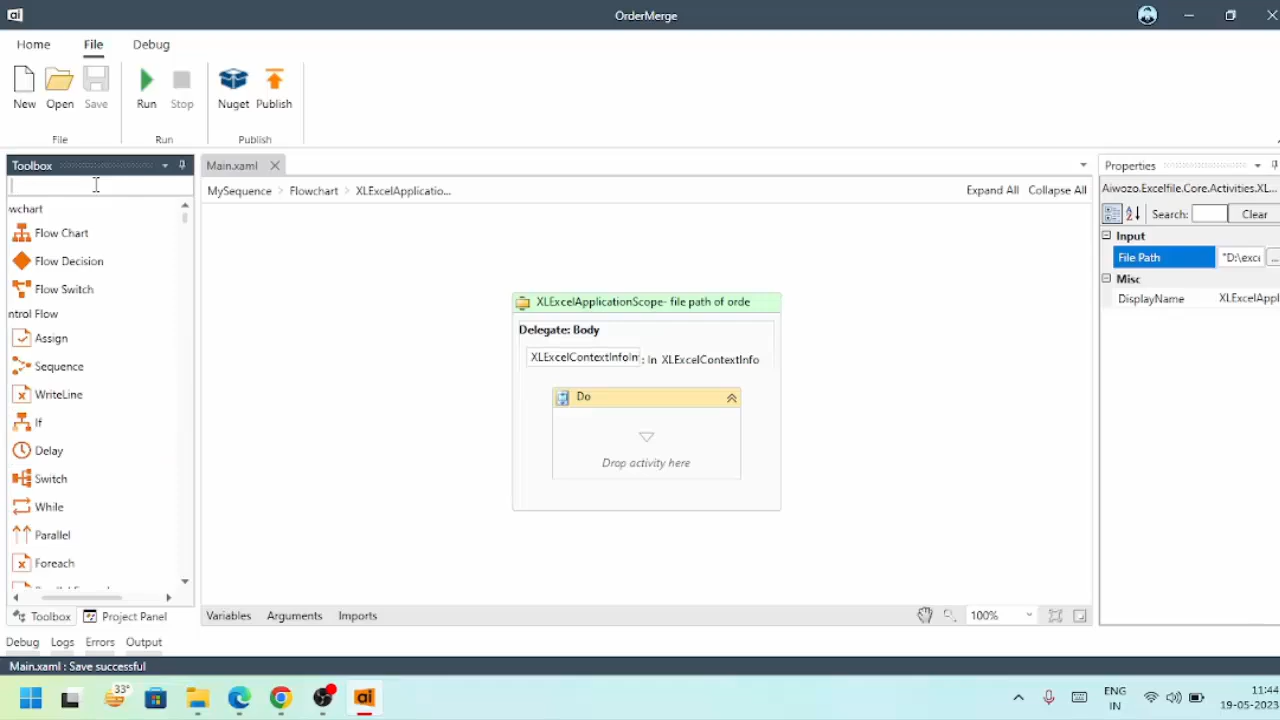 ai
OrderMerge
Home File Debug
New Open Save Run Stop Nuget Publish
File Run Publish
Toolbox
Main.xaml
Properties
MySequence > Flowchart > XLExcelApplicatio...
Expand All Collapse All
Aiwozo.Excelfile.Core.Activities.XL...
Search: Clear
wchart
Flow Chart
Flow Decision
Flow Switch
ntrol Flow
Assign
Sequence
WriteLine
If
Delay
Switch
While
Parallel
Foreach
Input
File Path "D:\exce ...
Misc
DisplayName XLExcelAppl
XLExcelApplicationScope- file path of orde
Delegate: Body
XLExcelContextInfoIn : In XLExcelContextInfo
Do
Drop activity here
Variables Arguments Imports
100%
Toolbox Project Panel
Debug Logs Errors Output
Main.xaml : Save successful
33°
ai
ENG
IN
11:44
19-05-2023